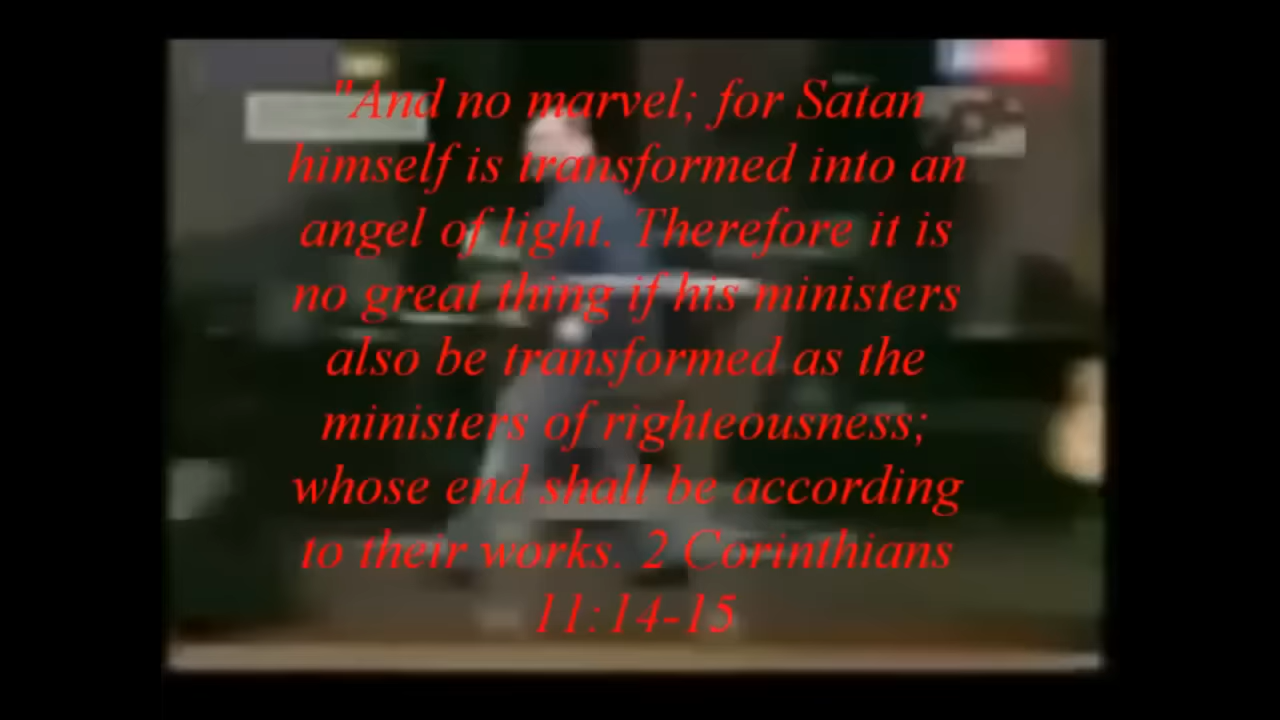 "And no marvel; for Satan
himself is transformed into an
angel of light. Therefore it is
no great thing if his ministers
also be transformed as the
ministers of righteousness;
whose end shall be according
to their works. 2 Corinthians
11:14-15